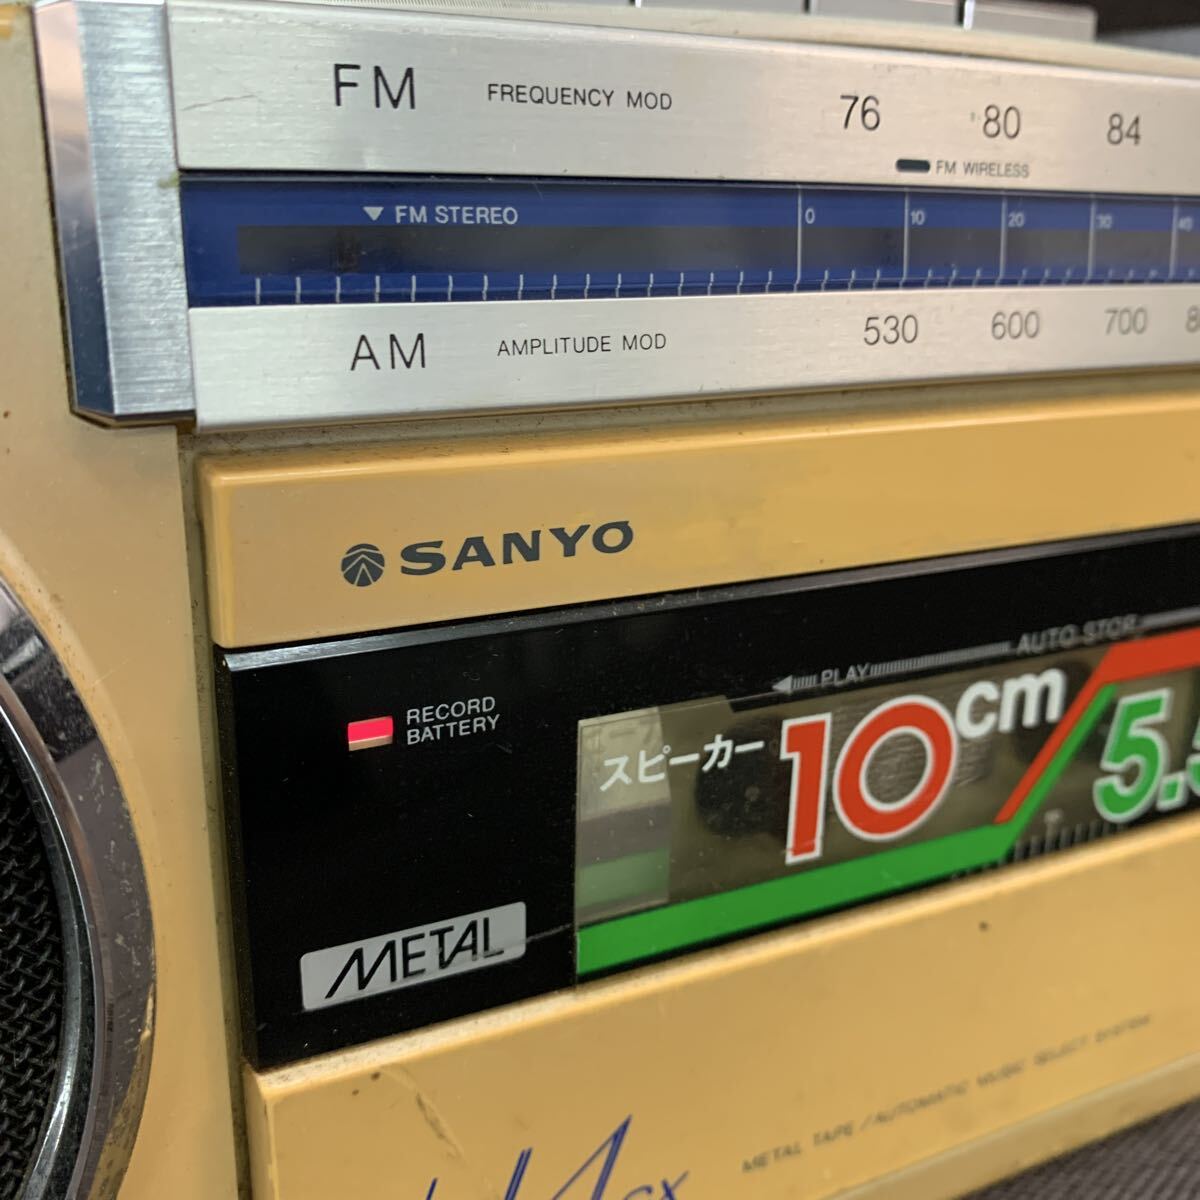 FM FREQUENCY MOD 76 80 84
FM WIRELESS
▼ FM STEREO 0 10 20 30 40
AM AMPLITUDE MOD 530 600 700
SANYO
PLAY AUTO STOP
RECORD
BATTERY
スピーカー 10cm 5.5
METAL
METAL TAPE / AUTOMATIC MUSIC SELECT SYSTEM